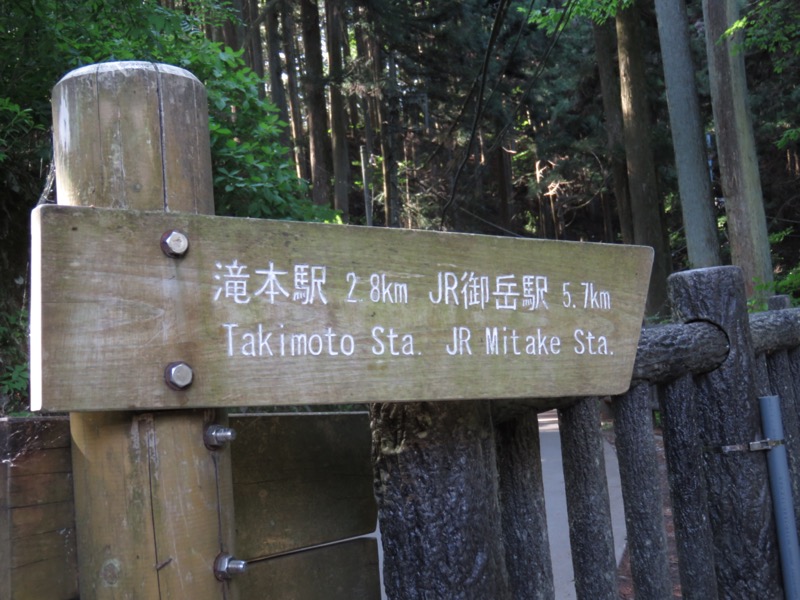 滝本駅 2.8km JR御岳駅 5.7km
Takimoto Sta. JR Mitake Sta.